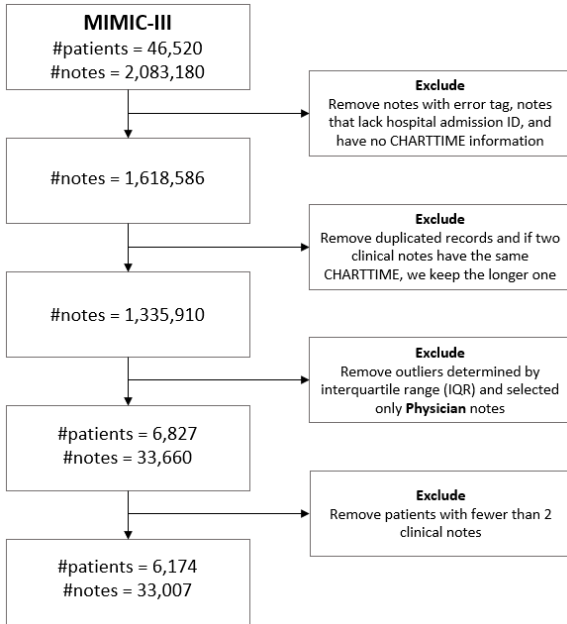 MIMIC-III
#patients = 46,520
#notes = 2,083,180
Exclude
Remove notes with error tag, notes
that lack hospital admission ID, and
have no CHARTTIME information
#notes = 1,618,586
Exclude
Remove duplicated records and if two
clinical notes have the same
CHARTTIME, we keep the longer one
#notes = 1,335,910
Exclude
Remove outliers determined by
interquartile range (IQR) and selected
only Physician notes
#patients = 6,827
#notes = 33,660
Exclude
Remove patients with fewer than 2
clinical notes
#patients = 6,174
#notes = 33,007